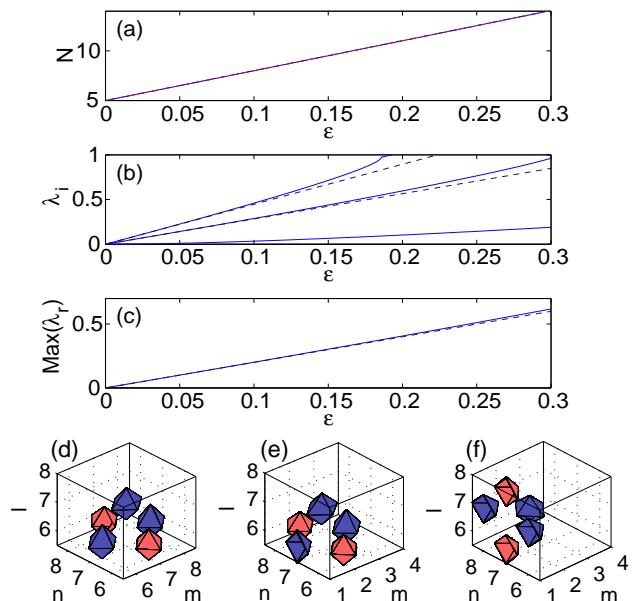 (a)
N
10
5
0 0.05 0.1 0.15 0.2 0.25 0.3
ε
(b)
λi
1
0.5
0
0 0.05 0.1 0.15 0.2 0.25 0.3
ε
(c)
Max(λr)
0.5
0
0 0.05 0.1 0.15 0.2 0.25 0.3
ε
(d) (e) (f)
8 8 8
l 7 l 7 l 7
6 6 6
8 7 6 6 7 8 8 7 6 1 2 3 4 8 7 6 1 2 3 4
n m n m n m